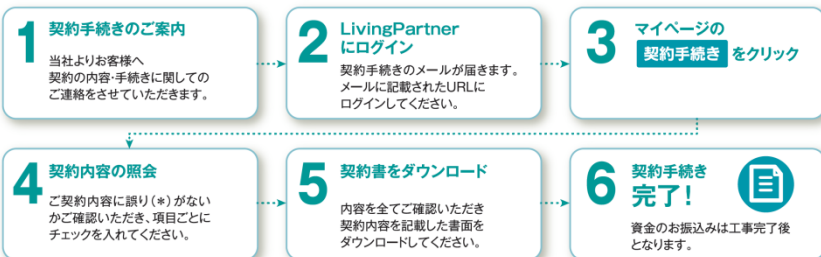 1 契約手続きのご案内
当社よりお客様へ
契約の内容・手続きに関しての
ご連絡をさせていただきます。
2 LivingPartner
にログイン
契約手続きのメールが届きます。
メールに記載されたURLに
ログインしてください。
3 マイページの
契約手続き をクリック
4 契約内容の照会
ご契約内容に誤り(*)がない
かご確認いただき、項目ごとに
チェックを入れてください。
5 契約書をダウンロード
内容を全てご確認いただき
契約内容を記載した書面を
ダウンロードしてください。
6 契約手続き
完了!
資金のお振込みは工事完了後
となります。